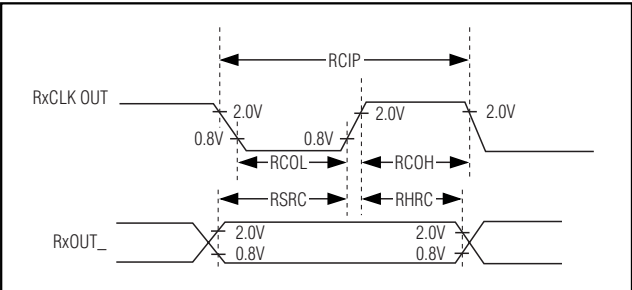 RCIP
RxCLK OUT
2.0V 2.0V 2.0V
0.8V 0.8V
RCOL RCOH
RSRC RHRC
RxOUT_
2.0V 2.0V
0.8V 0.8V